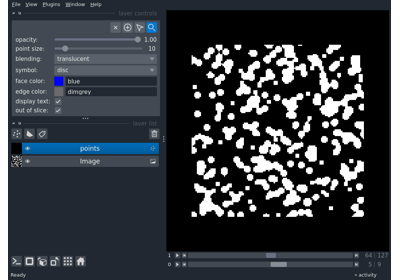 File View Plugins Window Help
layer controls
opacity: 1.00
point size: 10
blending: translucent
symbol: disc
face color: blue
edge color: dimgrey
display text: ✓
out of slice: ✓
layer list
points
Image
1 64 127
0 5 9
Ready activity